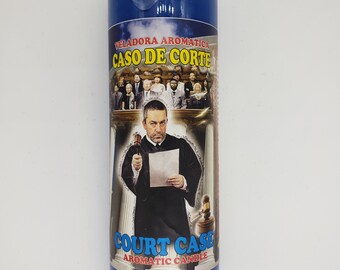 VELADORA AROMATICA
CASO DE CORTE
COURT CASE
AROMATIC CANDLE